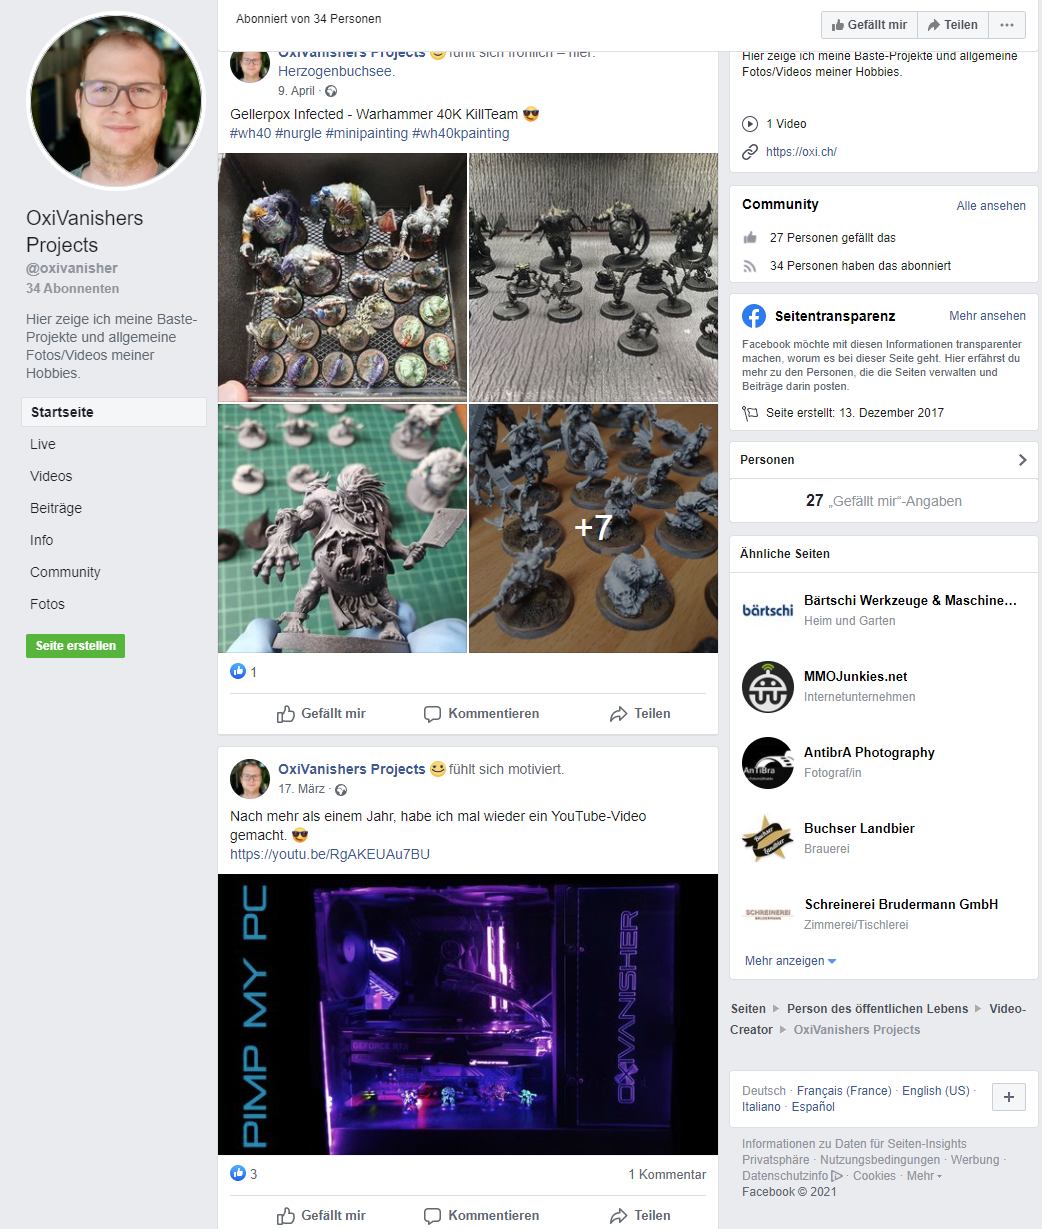 OxiVanishers
Projects
@oxivanisher
34 Abonnenten
Hier zeige ich meine Baste-
Projekte und allgemeine
Fotos/Videos meiner
Hobbies.
Startseite
Live
Videos
Beiträge
Info
Community
Fotos
Seite erstellen
Abonniert von 34 Personen
Gefällt mir
Teilen
OxiVanishers Projects fühlt sich fröhlich – hier:
Herzogenbuchsee.
9. April ·
Gellerpox Infected - Warhammer 40K KillTeam 😎
#wh40 #nurgle #minipainting #wh40kpainting
+7
1
Gefällt mir Kommentieren Teilen
OxiVanishers Projects fühlt sich motiviert.
17. März ·
Nach mehr als einem Jahr, habe ich mal wieder ein YouTube-Video
gemacht. 😎
https://youtu.be/RgAKEUAu7BU
PIMP MY PC
GEFORCE RTX
OXIVANISHER
3
1 Kommentar
Gefällt mir Kommentieren Teilen
Hier zeige ich meine Baste-Projekte und allgemeine
Fotos/Videos meiner Hobbies.
1 Video
https://oxi.ch/
Community
Alle ansehen
27 Personen gefällt das
34 Personen haben das abonniert
Seitentransparenz
Mehr ansehen
Facebook möchte mit diesen Informationen transparenter
machen, worum es bei dieser Seite geht. Hier erfährst du
mehr zu den Personen, die die Seiten verwalten und
Beiträge darin posten.
Seite erstellt: 13. Dezember 2017
Personen
27 „Gefällt mir“-Angaben
Ähnliche Seiten
bärtschi
Bärtschi Werkzeuge & Maschine...
Heim und Garten
MMOJunkies.net
Internetunternehmen
AnTiBra
AntibrA Photography
Fotograf/in
Buchser
Landbier
Buchser Landbier
Brauerei
SCHREINEREI
BRUDERMANN
Schreinerei Brudermann GmbH
Zimmerei/Tischlerei
Mehr anzeigen
Seiten Person des öffentlichen Lebens Video-
Creator OxiVanishers Projects
Deutsch · Français (France) · English (US) ·
Italiano · Español
Informationen zu Daten für Seiten-Insights
Privatsphäre · Nutzungsbedingungen · Werbung ·
Datenschutzinfo · Cookies · Mehr
Facebook © 2021